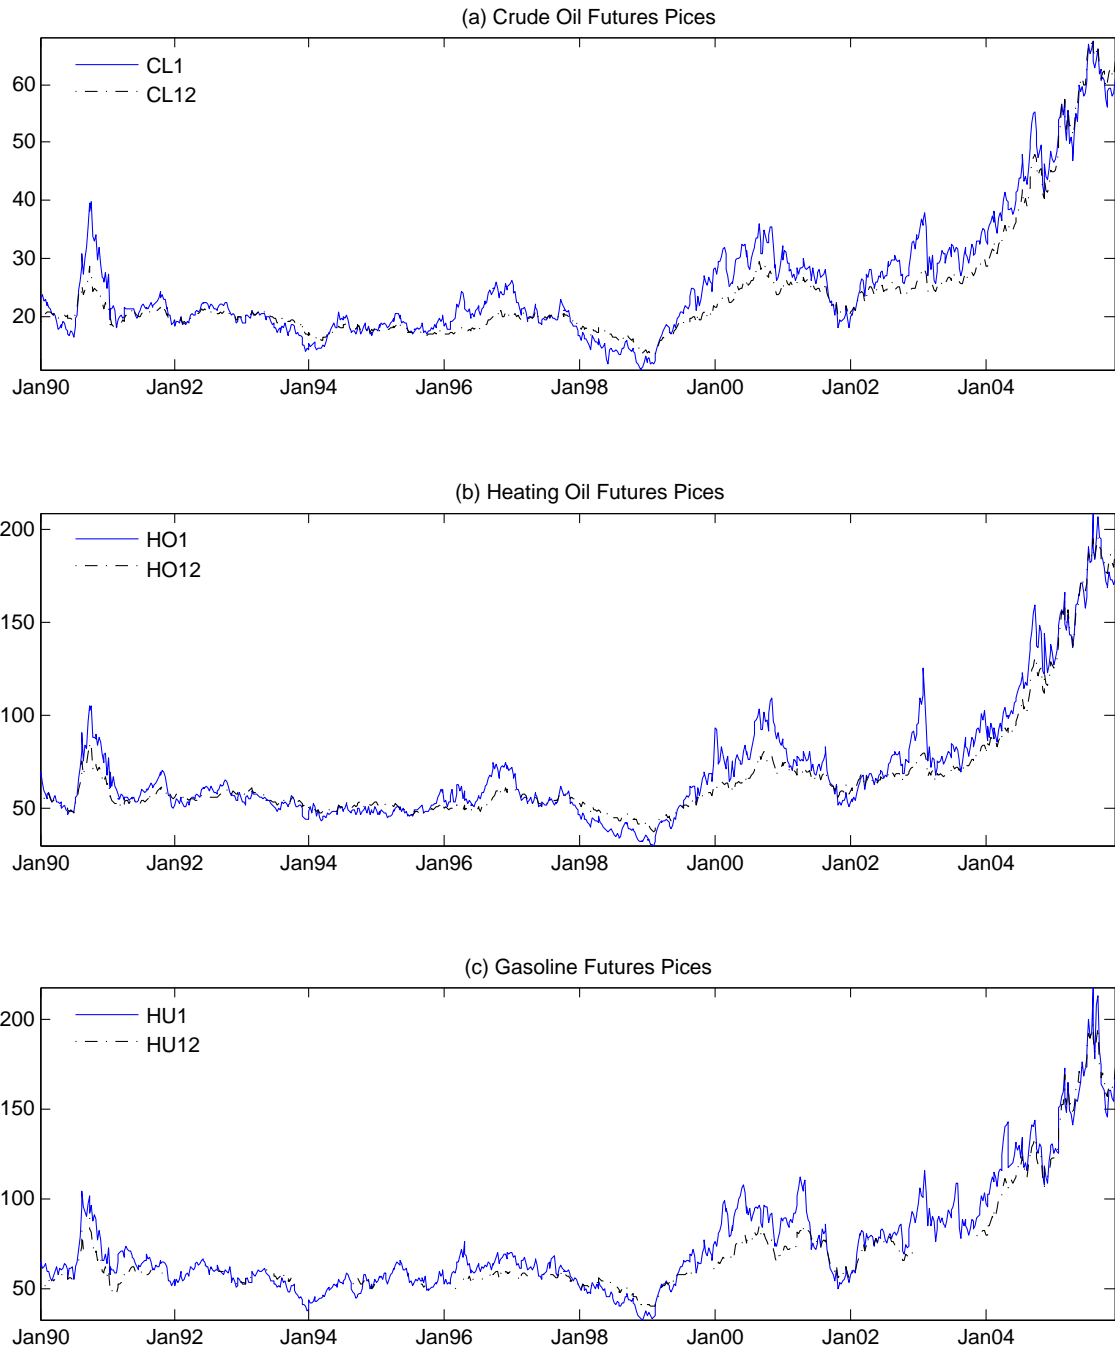 (a) Crude Oil Futures Pices
CL1
CL12
60
50
40
30
20
Jan90 Jan92 Jan94 Jan96 Jan98 Jan00 Jan02 Jan04
(b) Heating Oil Futures Pices
HO1
HO12
200
150
100
50
Jan90 Jan92 Jan94 Jan96 Jan98 Jan00 Jan02 Jan04
(c) Gasoline Futures Pices
HU1
HU12
200
150
100
50
Jan90 Jan92 Jan94 Jan96 Jan98 Jan00 Jan02 Jan04